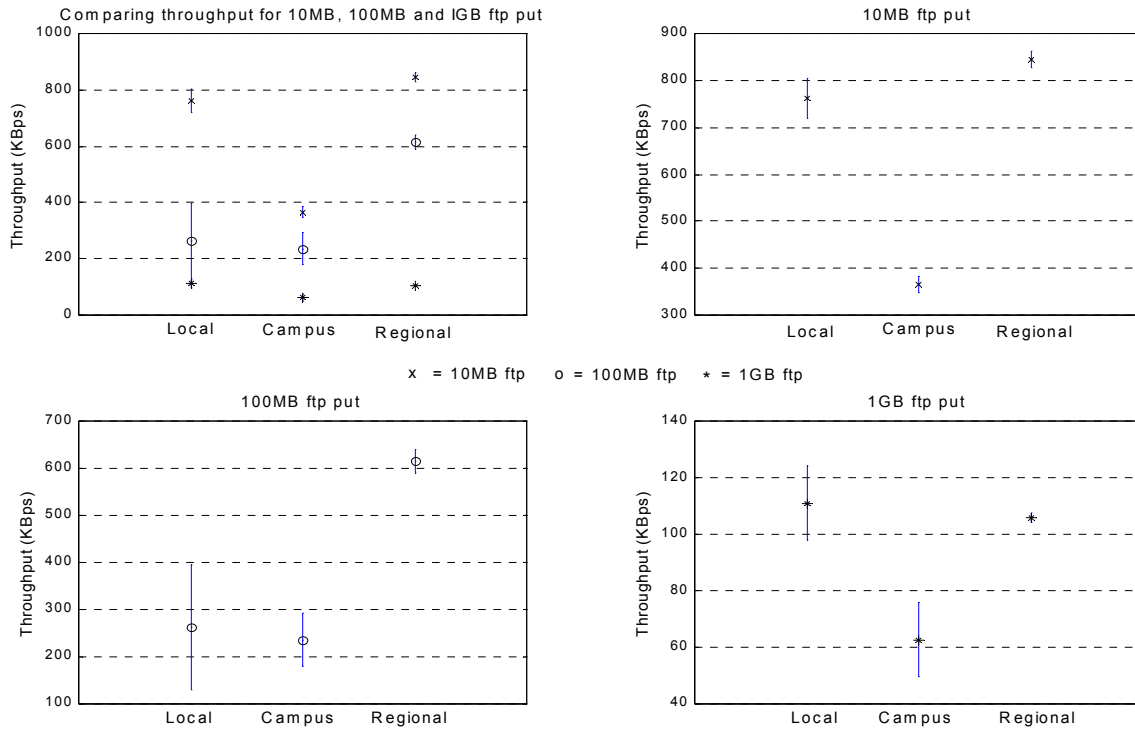 Comparing throughput for 10MB, 100MB and IGB ftp put
1000
800
600
400
200
0
Throughput (KBps)
Local Campus Regional
10MB ftp put
900
800
700
600
500
400
300
Throughput (KBps)
Local Campus Regional
x = 10MB ftp o = 100MB ftp * = 1GB ftp
100MB ftp put
700
600
500
400
300
200
100
Throughput (KBps)
Local Campus Regional
1GB ftp put
140
120
100
80
60
40
Throughput (KBps)
Local Campus Regional